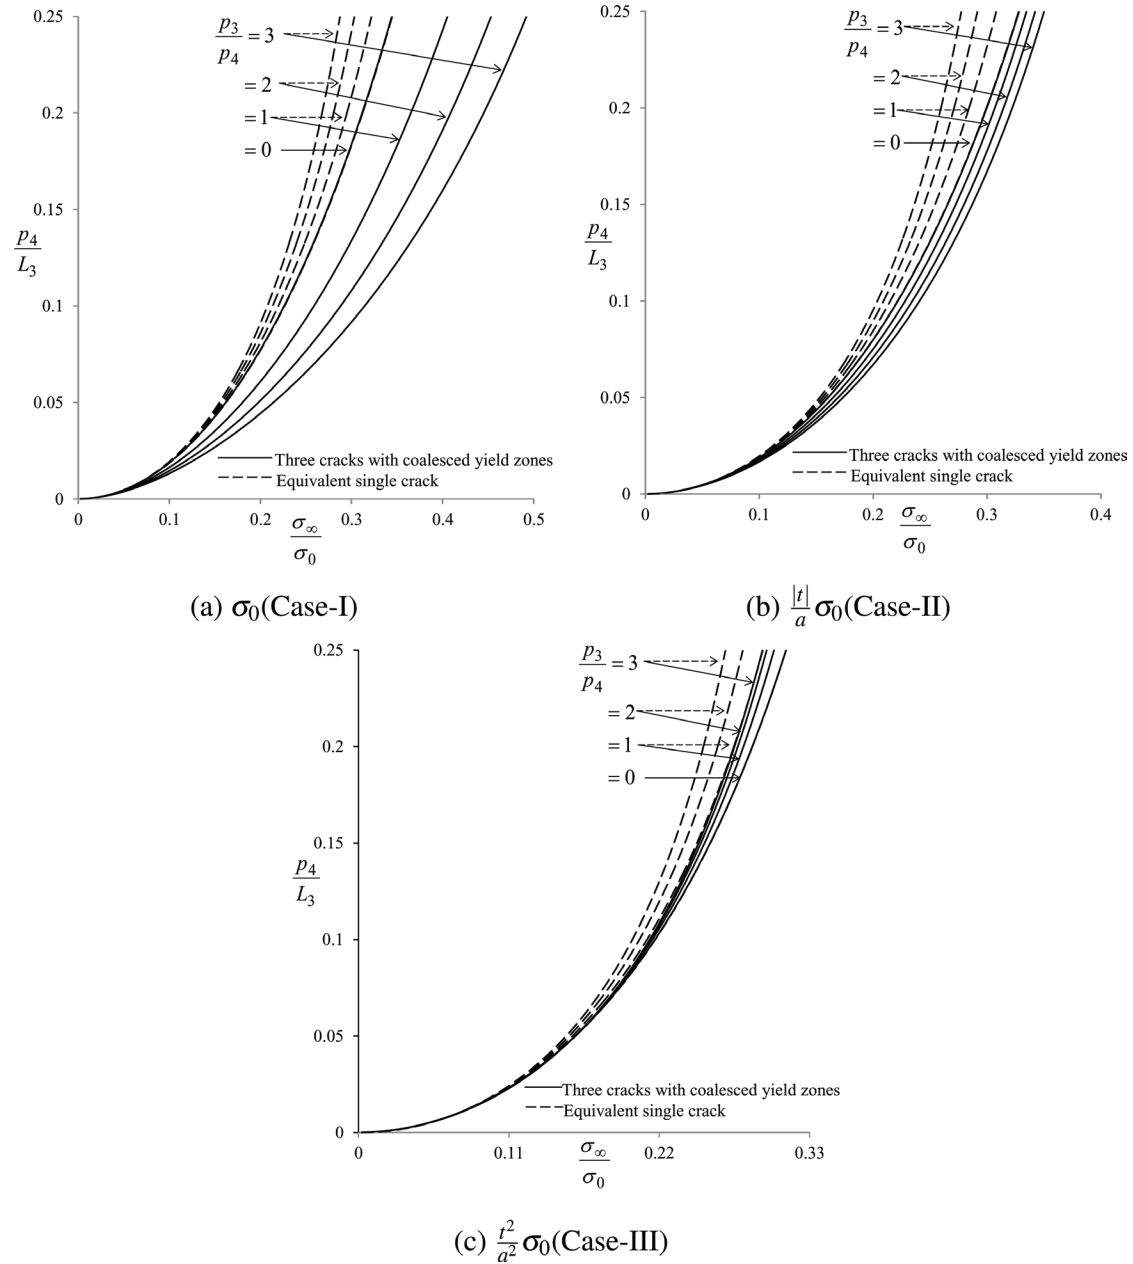 0.25
0.2
0.15
0.1
0.05
0
p₄/L₃
0 0.1 0.2 0.3 0.4 0.5
σ∞/σ₀
p₃/p₄ = 3
= 2
= 1
= 0
Three cracks with coalesced yield zones
Equivalent single crack
(a) σ₀(Case-I)
0.25
0.2
0.15
0.1
0.05
0
p₄/L₃
0 0.1 0.2 0.3 0.4
σ∞/σ₀
p₃/p₄ = 3
= 2
= 1
= 0
Three cracks with coalesced yield zones
Equivalent single crack
(b) |t|/a σ₀(Case-II)
0.25
0.2
0.15
0.1
0.05
0
p₄/L₃
0 0.11 0.22 0.33
σ∞/σ₀
p₃/p₄ = 3
= 2
= 1
= 0
Three cracks with coalesced yield zones
Equivalent single crack
(c) t²/a² σ₀(Case-III)